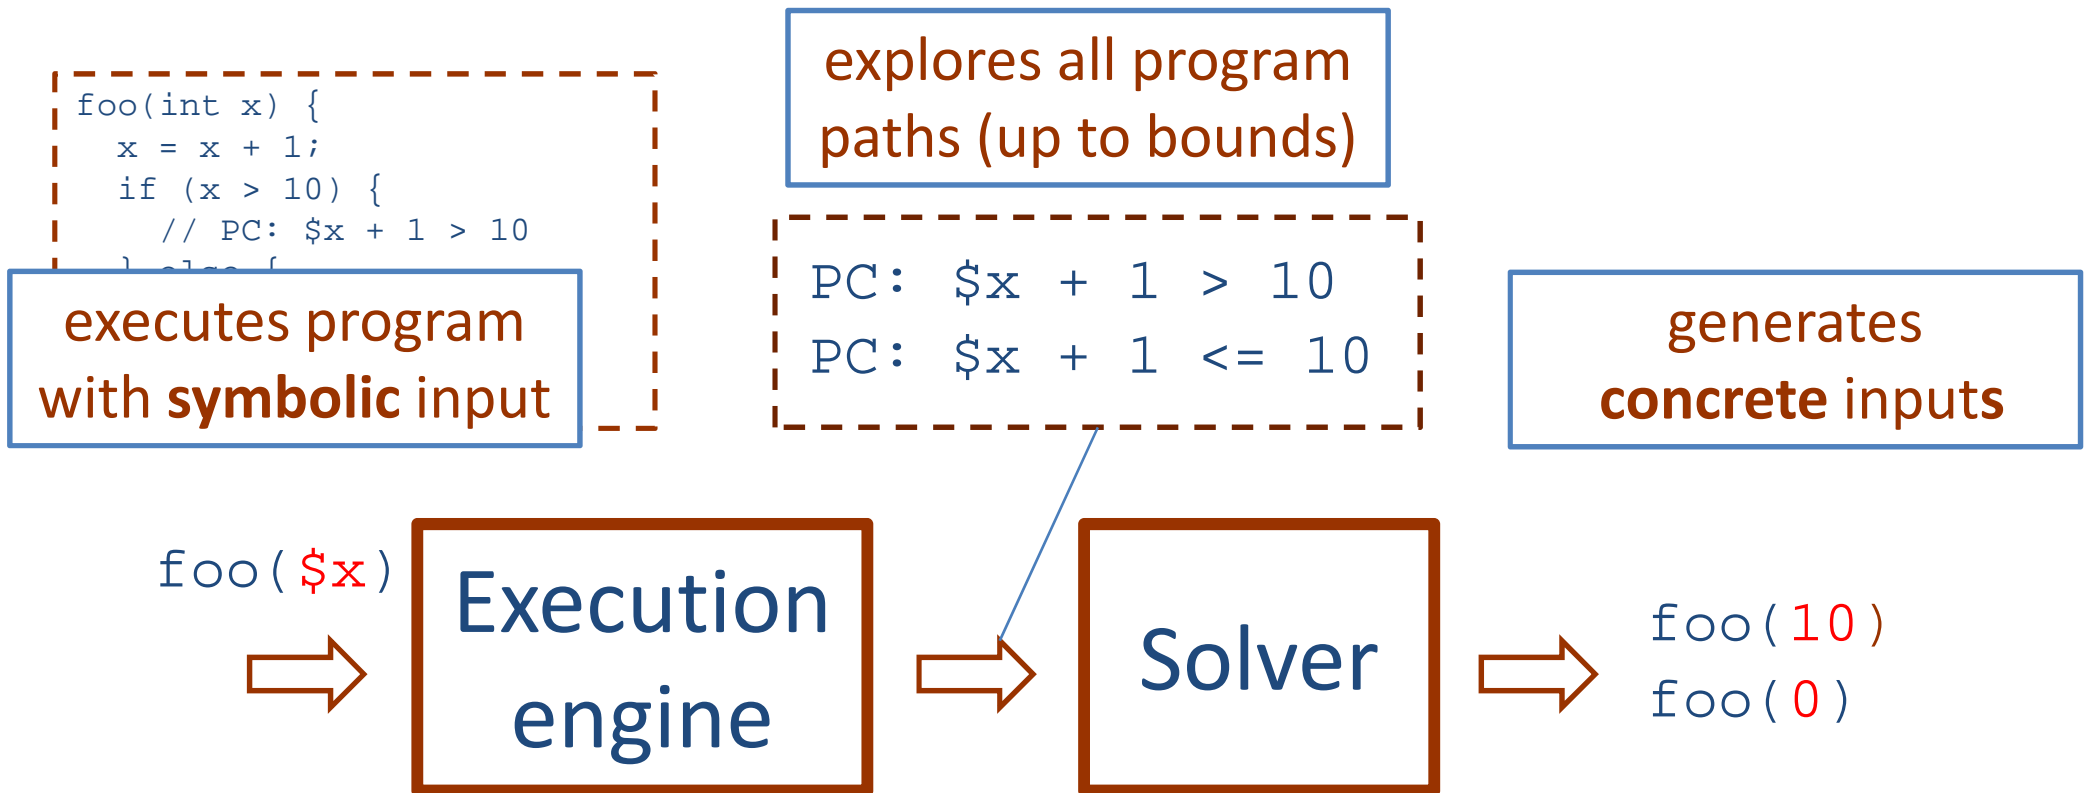 foo(int x) {
x = x + 1;
if (x > 10) {
// PC: $x + 1 > 10
} else {
executes program
with symbolic input
explores all program
paths (up to bounds)
PC: $x + 1 > 10
PC: $x + 1 <= 10
generates
concrete inputs
foo($x)
Execution
engine
Solver
foo(10)
foo(0)